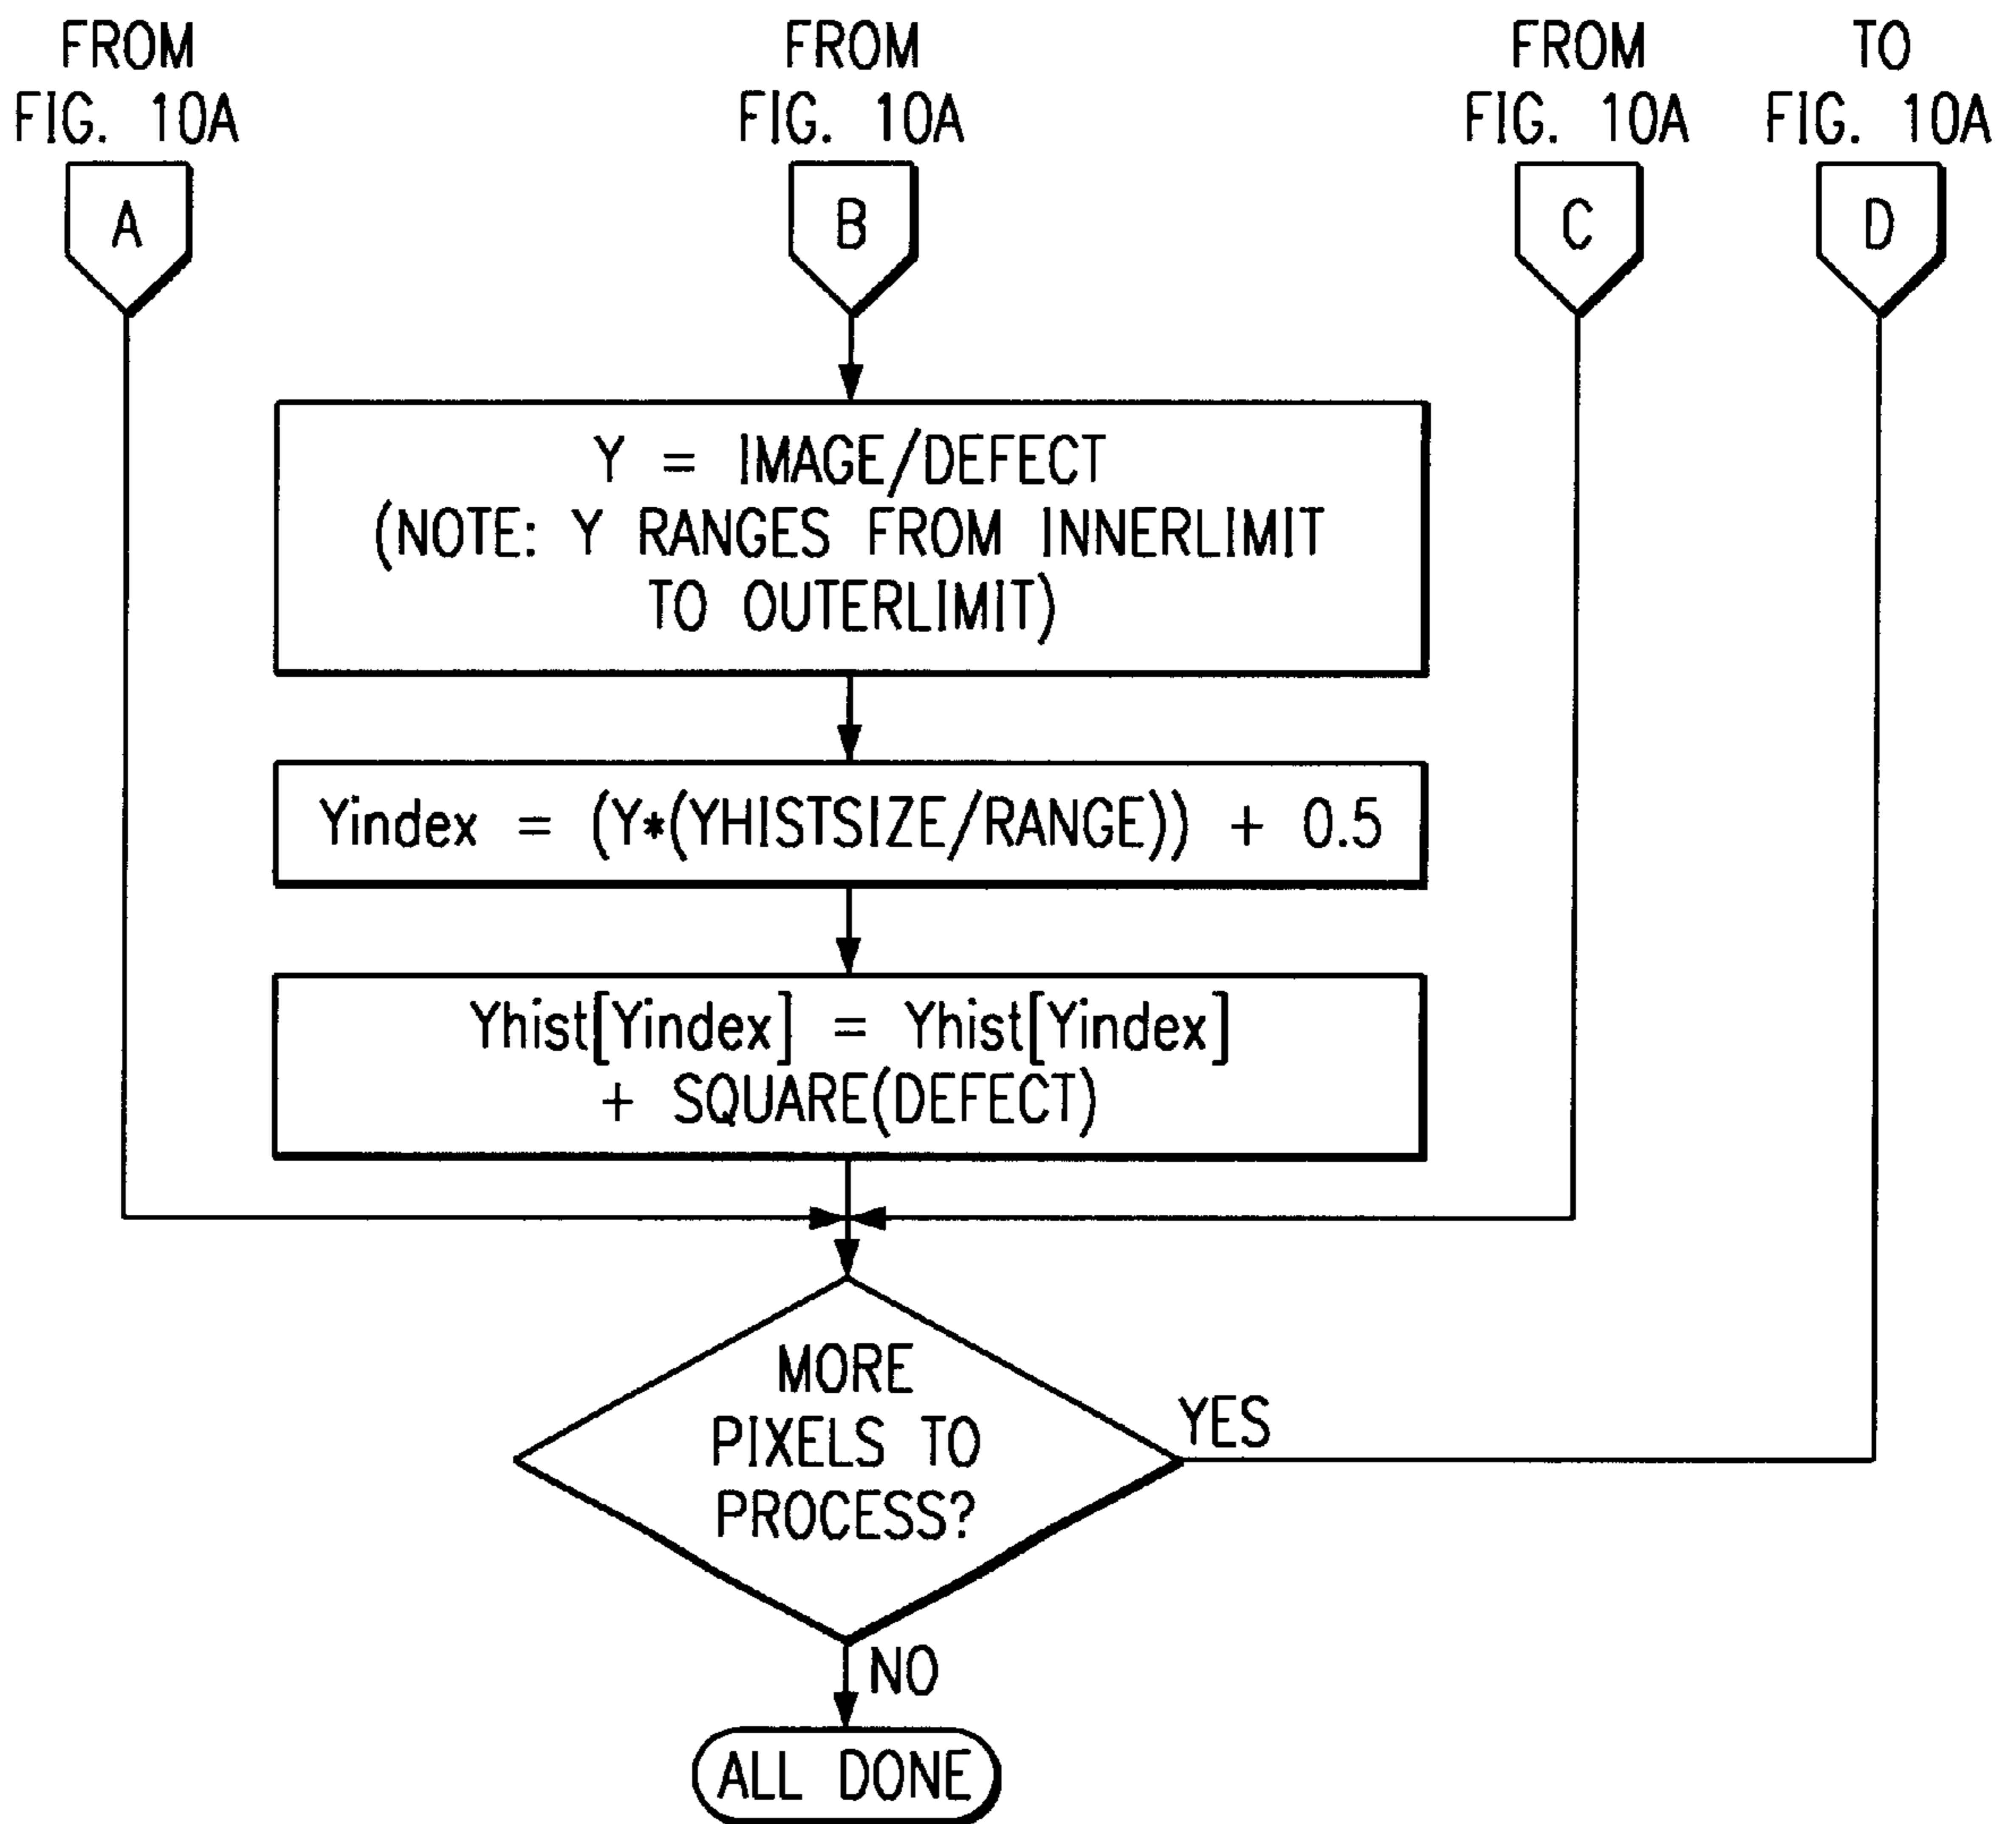 FROM
FIG. 10A
A
FROM
FIG. 10A
B
FROM
FIG. 10A
C
TO
FIG. 10A
D
Y = IMAGE/DEFECT
(NOTE: Y RANGES FROM INNERLIMIT
TO OUTERLIMIT)
Yindex = (Y*(YHISTSIZE/RANGE)) + 0.5
Yhist[Yindex] = Yhist[Yindex]
+ SQUARE(DEFECT)
MORE
PIXELS TO
PROCESS?
YES
NO
ALL DONE